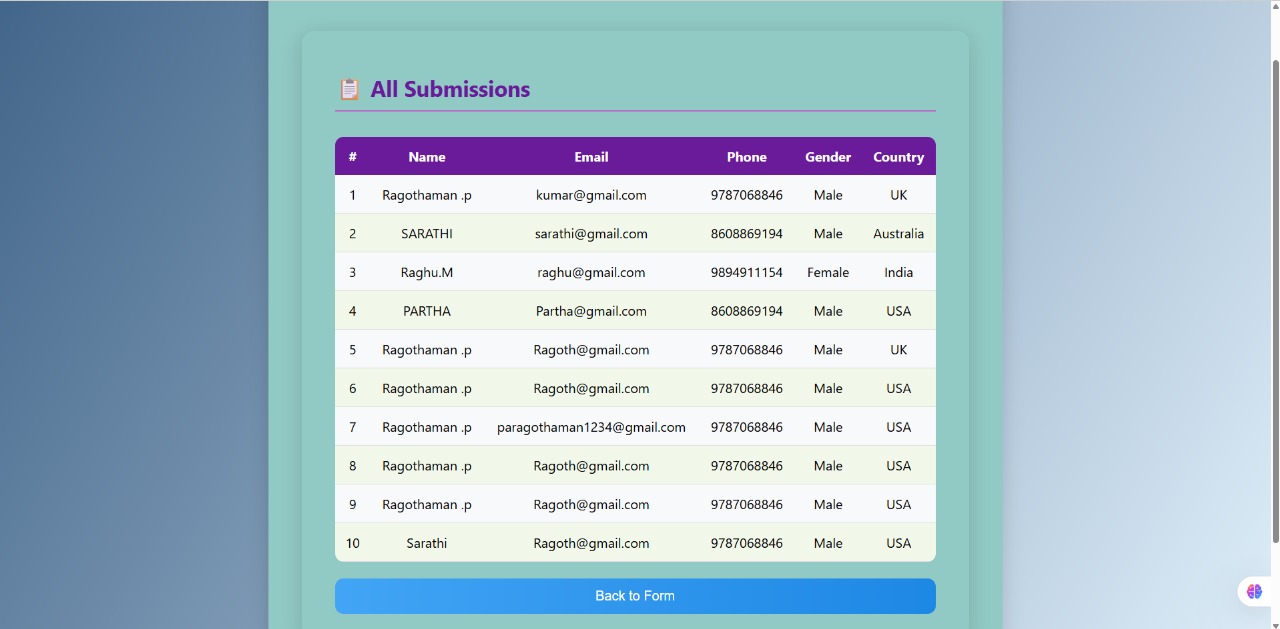 All Submissions
# Name Email Phone Gender Country
1 Ragothaman .p kumar@gmail.com 9787068846 Male UK
2 SARATHI sarathi@gmail.com 8608869194 Male Australia
3 Raghu.M raghu@gmail.com 9894911154 Female India
4 PARTHA Partha@gmail.com 8608869194 Male USA
5 Ragothaman .p Ragoth@gmail.com 9787068846 Male UK
6 Ragothaman .p Ragoth@gmail.com 9787068846 Male USA
7 Ragothaman .p paragothaman1234@gmail.com 9787068846 Male USA
8 Ragothaman .p Ragoth@gmail.com 9787068846 Male USA
9 Ragothaman .p Ragoth@gmail.com 9787068846 Male USA
10 Sarathi Ragoth@gmail.com 9787068846 Male USA
Back to Form